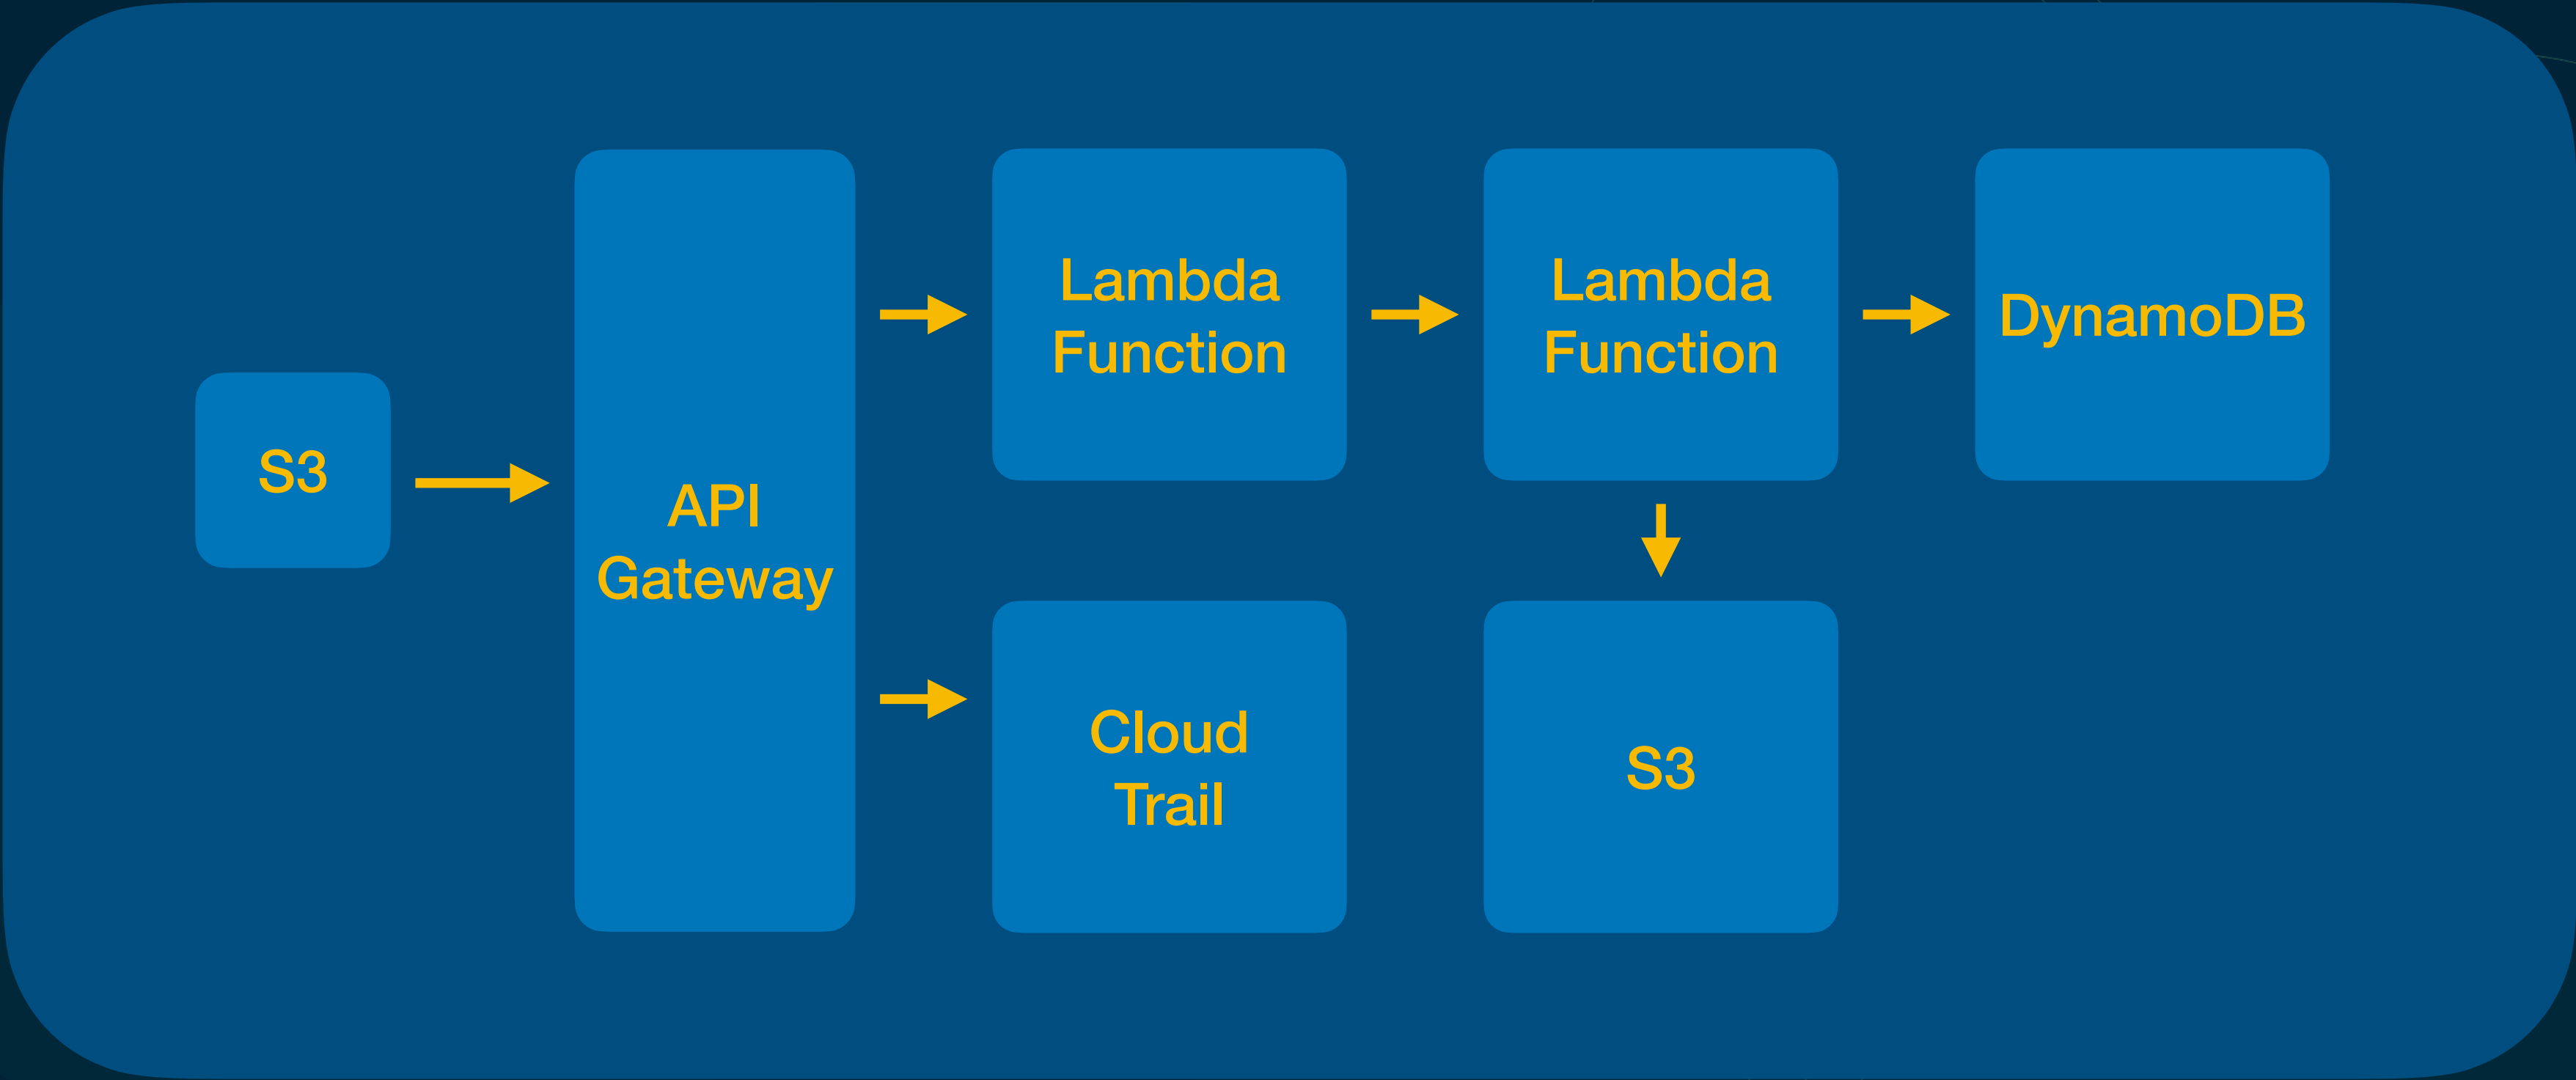 S3
API
Gateway
Lambda
Function
Lambda
Function
DynamoDB
Cloud
Trail
S3